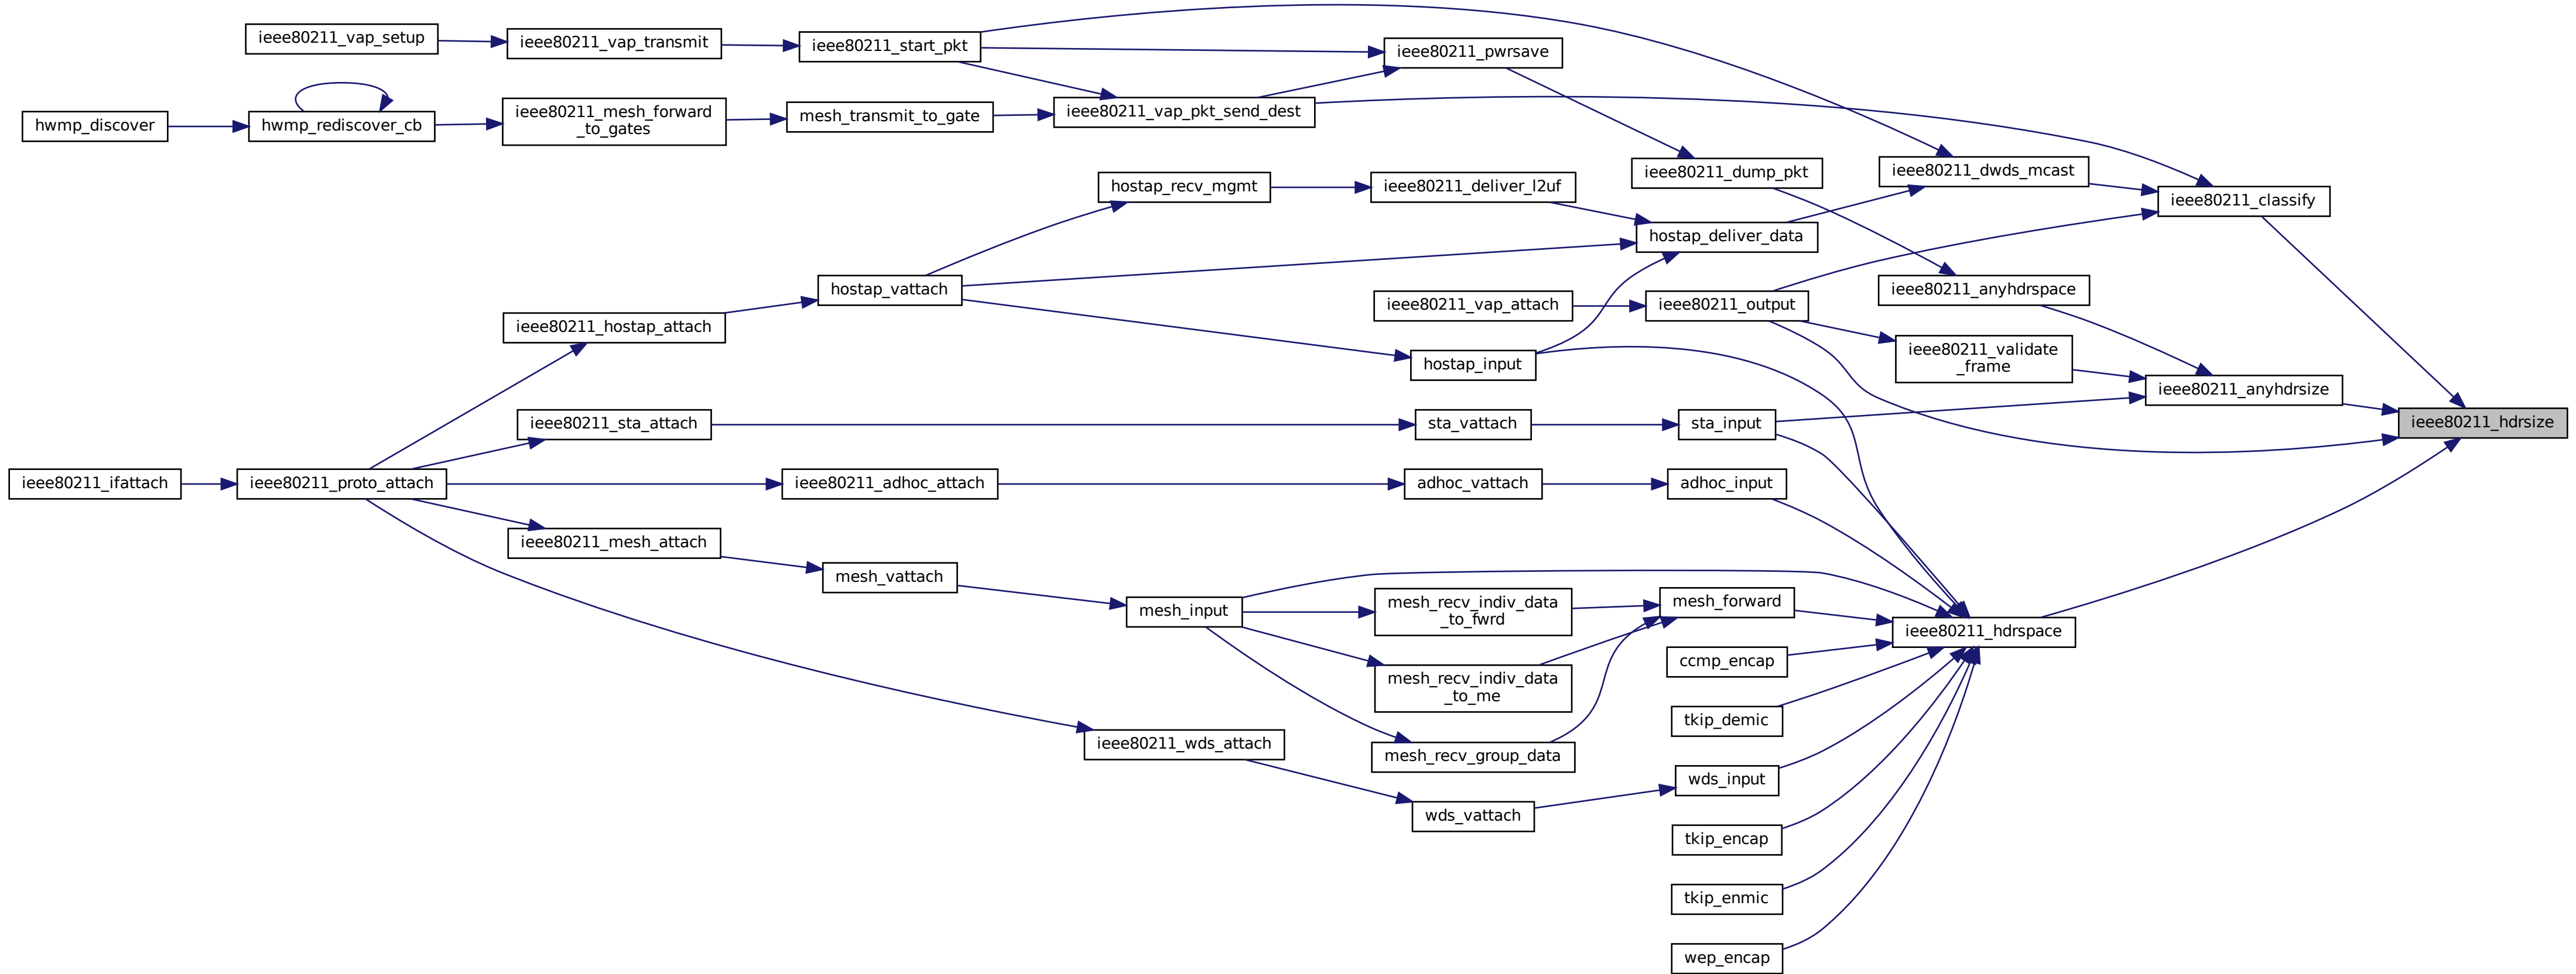 ieee80211_vap_setup
ieee80211_vap_transmit
ieee80211_start_pkt
ieee80211_pwrsave
hwmp_discover
hwmp_rediscover_cb
ieee80211_mesh_forward
_to_gates
mesh_transmit_to_gate
ieee80211_vap_pkt_send_dest
ieee80211_dump_pkt
ieee80211_dwds_mcast
hostap_recv_mgmt
ieee80211_deliver_l2uf
ieee80211_classify
hostap_deliver_data
hostap_vattach
ieee80211_anyhdrspace
ieee80211_vap_attach
ieee80211_output
ieee80211_hostap_attach
ieee80211_validate
_frame
hostap_input
ieee80211_anyhdrsize
ieee80211_sta_attach
sta_vattach
sta_input
ieee80211_hdrsize
ieee80211_ifattach
ieee80211_proto_attach
ieee80211_adhoc_attach
adhoc_vattach
adhoc_input
ieee80211_mesh_attach
mesh_vattach
mesh_input
mesh_recv_indiv_data
_to_fwrd
mesh_forward
ieee80211_hdrspace
ccmp_encap
mesh_recv_indiv_data
_to_me
tkip_demic
ieee80211_wds_attach
mesh_recv_group_data
wds_input
wds_vattach
tkip_encap
tkip_enmic
wep_encap